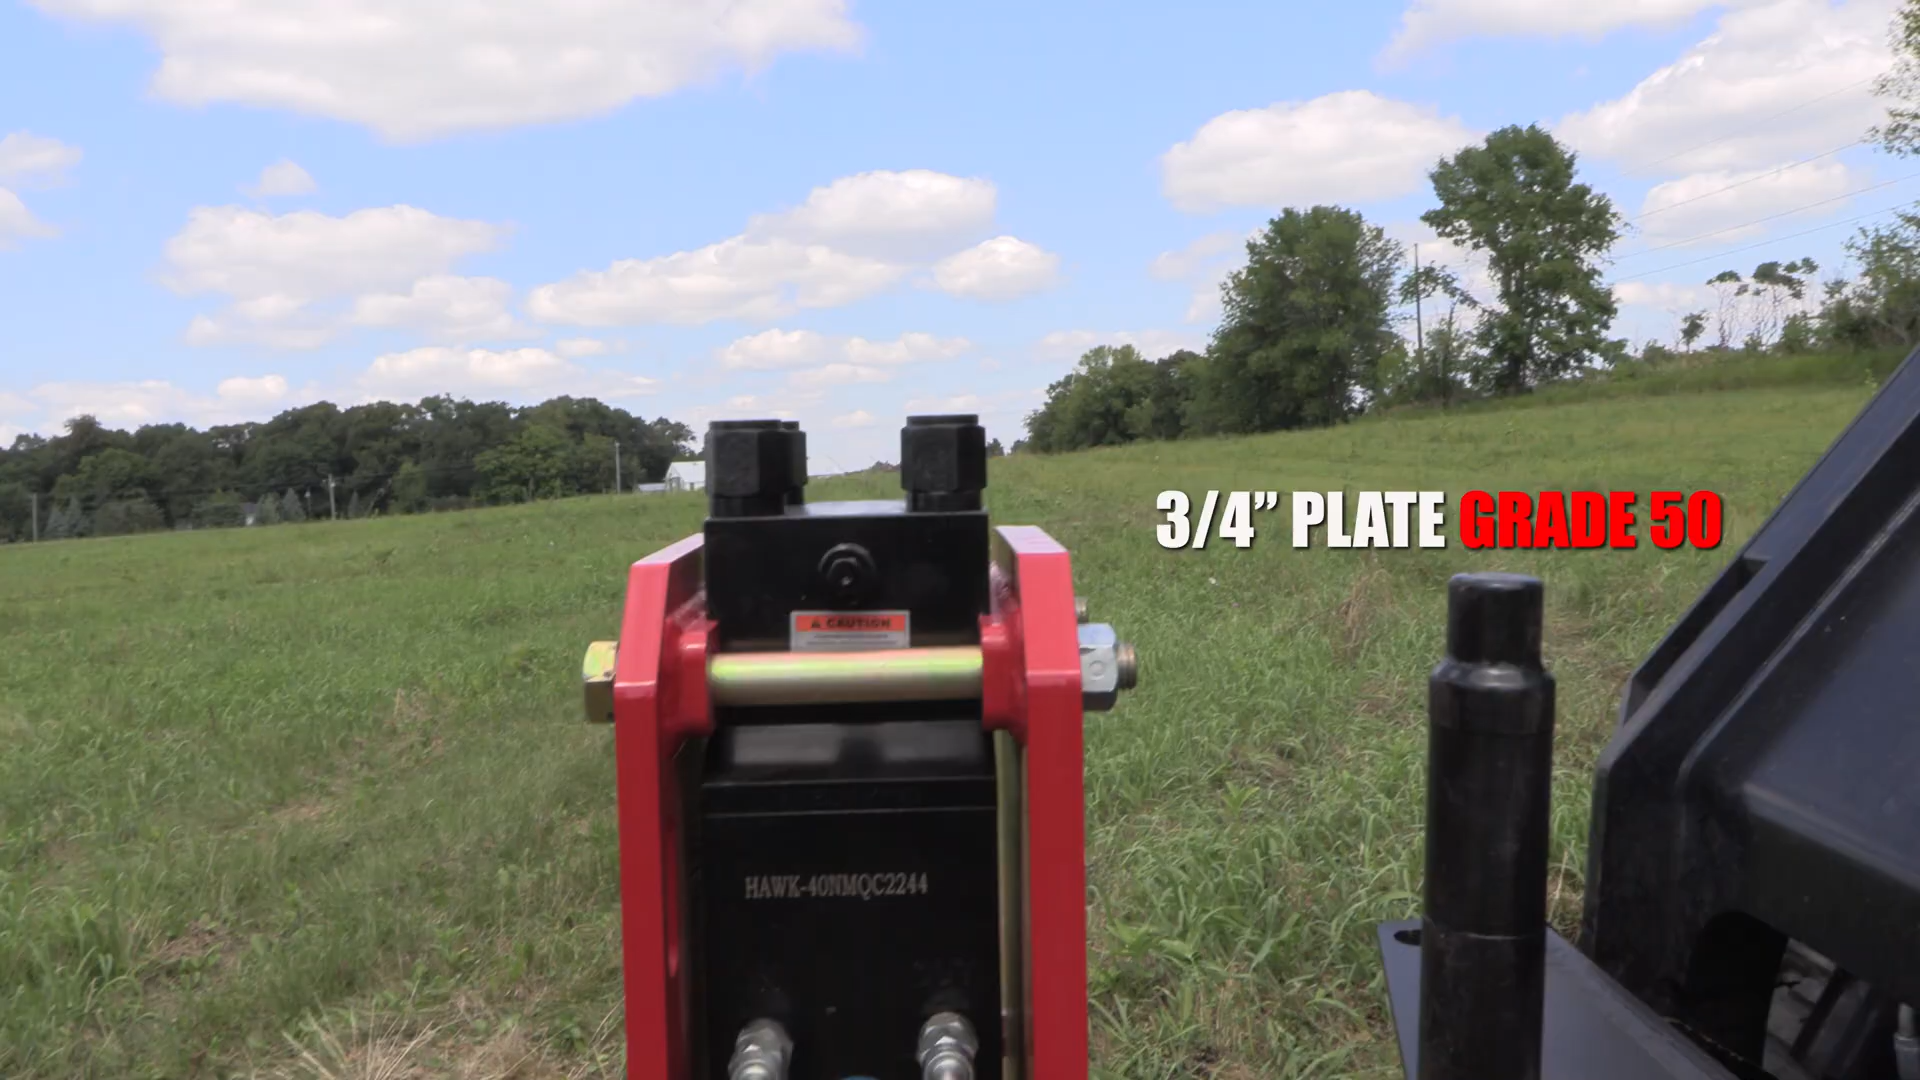 3/4” PLATE GRADE 50
⚠ CAUTION
HAWK-40NMQC2244